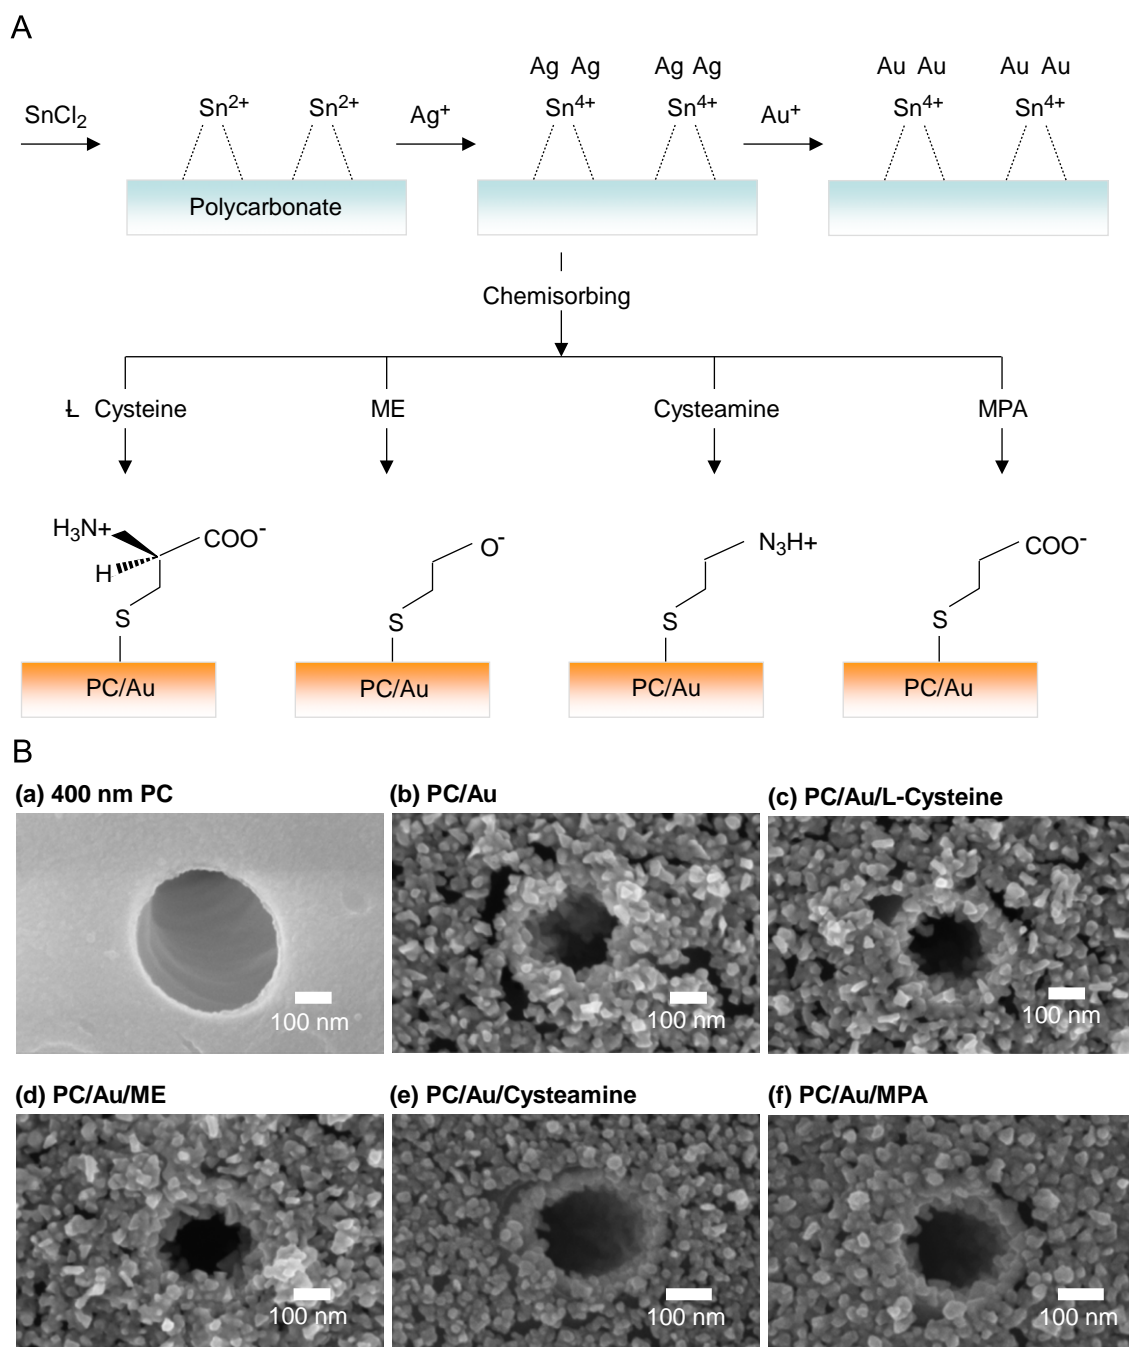 A
Ag Ag Ag Ag Au Au Au Au
SnCl₂ Sn²⁺ Sn²⁺ Ag⁺ Sn⁴⁺ Sn⁴⁺ Au⁺ Sn⁴⁺ Sn⁴⁺
Polycarbonate
Chemisorbing
Ł Cysteine ME Cysteamine MPA
H₃N+ COO⁻ O⁻ N₃H+ COO⁻
H
S S S S
PC/Au PC/Au PC/Au PC/Au
B
(a) 400 nm PC (b) PC/Au (c) PC/Au/L-Cysteine
100 nm 100 nm 100 nm
(d) PC/Au/ME (e) PC/Au/Cysteamine (f) PC/Au/MPA
100 nm 100 nm 100 nm